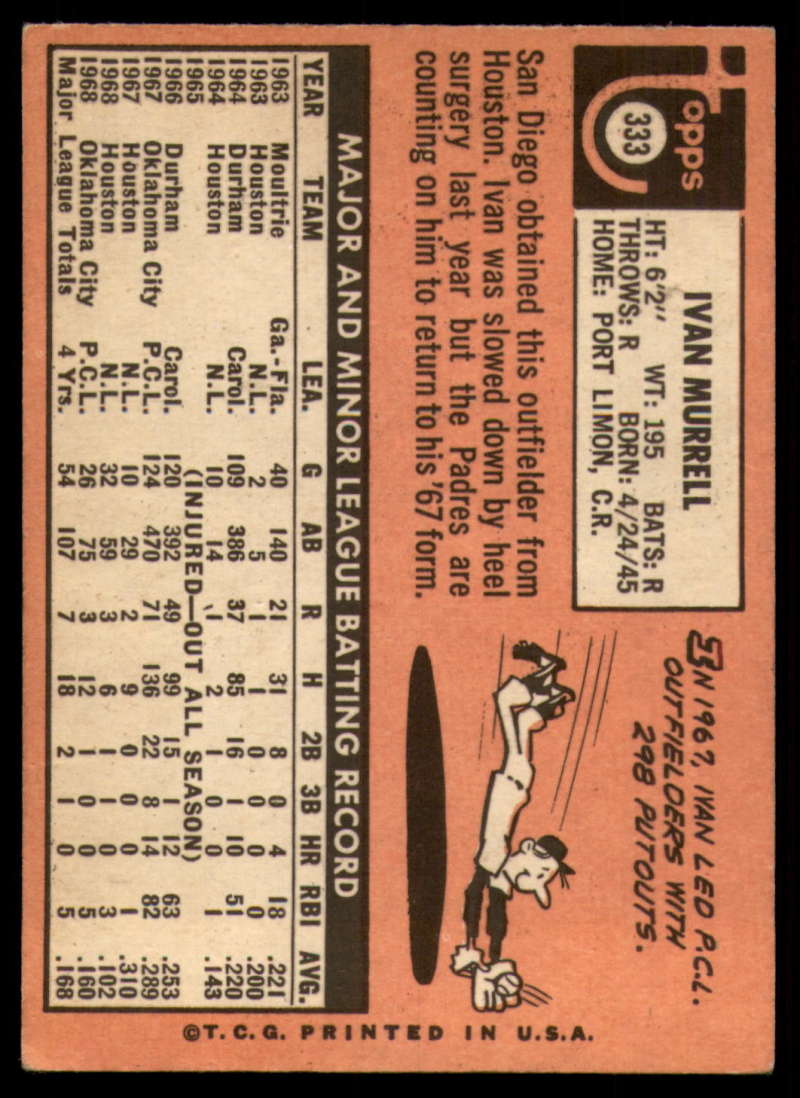 Topps
333
IVAN MURRELL
HT: 6'2" WT: 195 BATS: R
THROWS: R BORN: 4/24/45
HOME: PORT LIMON, C.R.
San Diego obtained this outfielder from
Houston. Ivan was slowed down by heel
surgery last year but the Padres are
counting on him to return to his '67 form.
IN 1967, IVAN LED P.C.L.
OUTFIELDERS WITH
298 PUTOUTS.
MAJOR AND MINOR LEAGUE BATTING RECORD
YEAR TEAM LEA. G AB R H 2B 3B HR RBI AVG.
1963 Moultrie Ga.-Fla. 40 140 21 31 8 0 4 18 .221
1963 Houston N.L. 2 5 1 1 0 0 0 0 .200
1964 Durham Carol. 109 386 37 85 16 1 10 51 .220
1964 Houston N.L. 10 14 1 2 1 0 0 1 .143
1965 (INJURED—OUT ALL SEASON)
1966 Durham Carol. 120 392 49 99 15 1 12 63 .253
1967 Oklahoma City P.C.L. 124 470 71 136 22 8 14 82 .289
1967 Houston N.L. 10 29 2 9 0 0 0 1 .310
1968 Houston N.L. 32 59 3 6 1 1 0 3 .102
1968 Oklahoma City P.C.L. 26 75 3 12 1 0 0 5 .160
Major League Totals 4 Yrs. 54 107 7 18 2 1 0 5 .168
©T.C.G. PRINTED IN U.S.A.